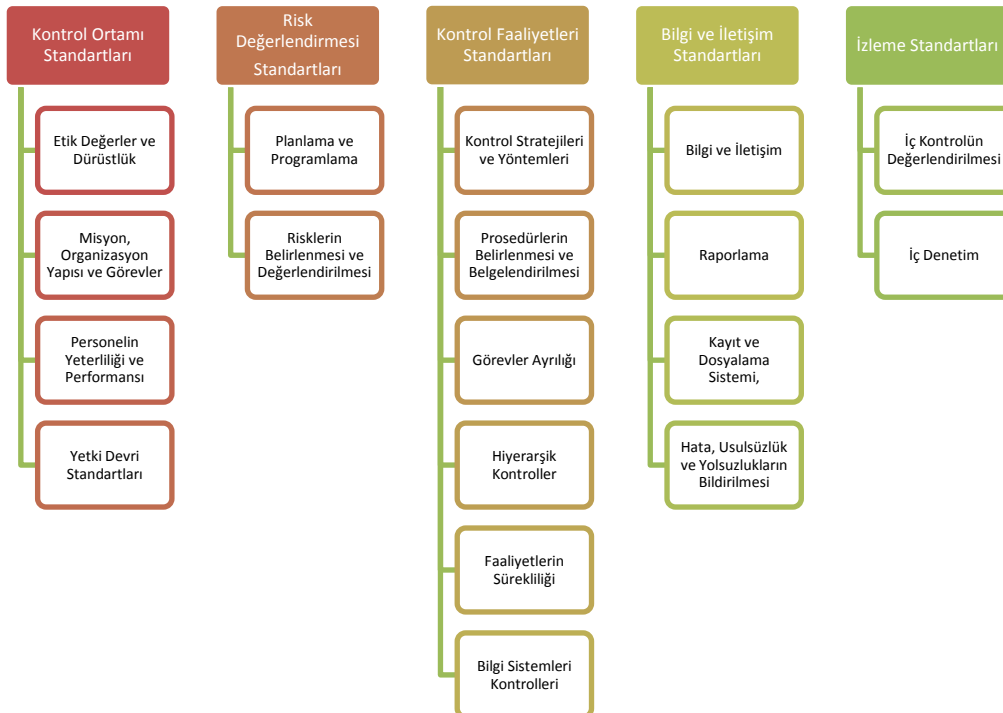 Kontrol Ortamı
Standartları
Etik Değerler ve
Dürüstlük
Misyon,
Organizasyon
Yapısı ve Görevler
Personelin
Yeterliliği ve
Performansı
Yetki Devri
Standartları
Risk
Değerlendirmesi
Standartları
Planlama ve
Programlama
Risklerin
Belirlenmesi ve
Değerlendirilmesi
Kontrol Faaliyetleri
Standartları
Kontrol Stratejileri
ve Yöntemleri
Prosedürlerin
Belirlenmesi ve
Belgelendirilmesi
Görevler Ayrılığı
Hiyerarşik
Kontroller
Faaliyetlerin
Sürekliliği
Bilgi Sistemleri
Kontrolleri
Bilgi ve İletişim
Standartları
Bilgi ve İletişim
Raporlama
Kayıt ve
Dosyalama
Sistemi,
Hata, Usulsüzlük
ve Yolsuzlukların
Bildirilmesi
İzleme Standartları
İç Kontrolün
Değerlendirilmesi
İç Denetim